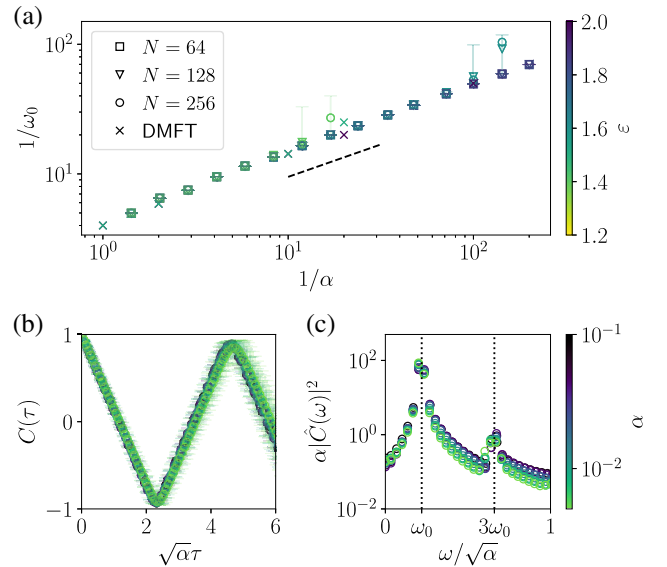 (a)
10²
10¹
1/ω₀
N = 64
N = 128
N = 256
DMFT
10⁰ 10¹ 10²
1/α
2.0
1.8
1.6
1.4
1.2
ε
(b)
1
0
−1
C(τ)
0 2 4 6
√ατ
(c)
10²
10⁰
10⁻²
α|Ĉ(ω)|²
0 ω₀ 3ω₀ 1
ω/√α
10⁻¹
10⁻²
α